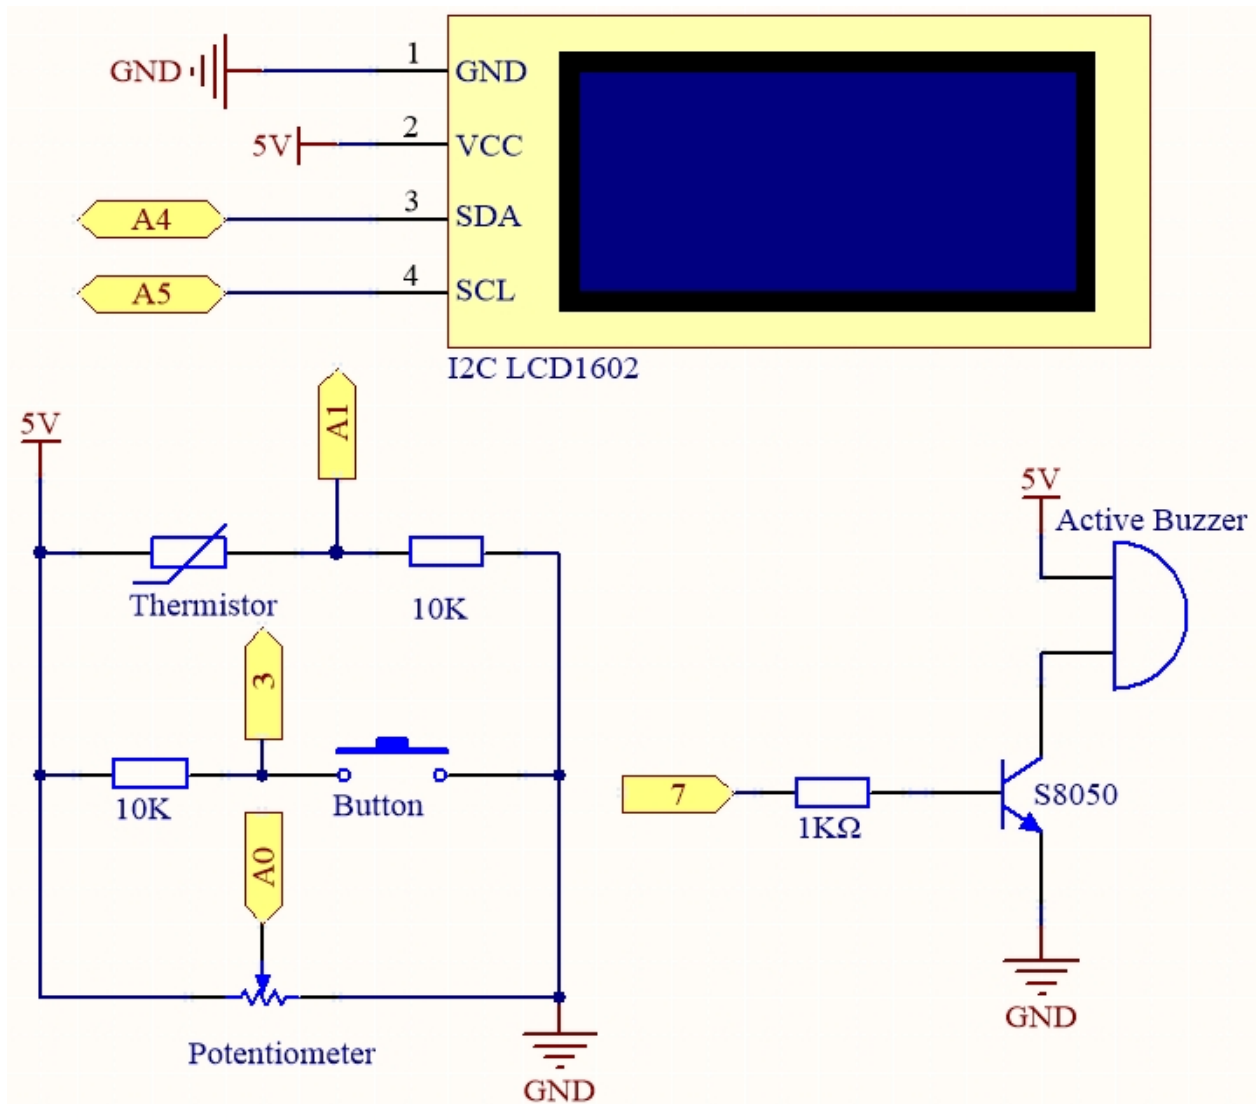 GND 1 GND
5V 2 VCC
A4 3 SDA
A5 4 SCL
I2C LCD1602
A1
5V
Thermistor
10K
3
10K
Button
A0
Potentiometer
GND
5V
Active Buzzer
7
1KΩ
S8050
GND